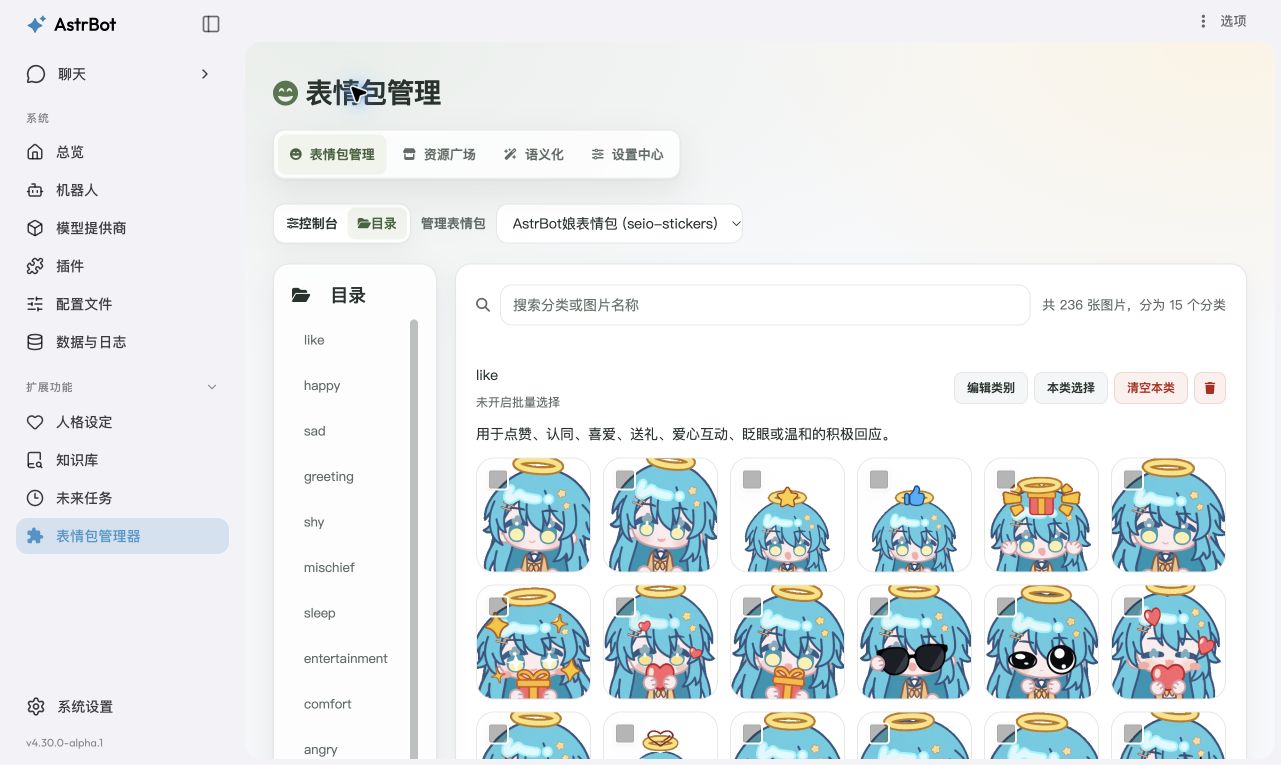 AstrBot
选项
聊天
系统
总览
机器人
模型提供商
插件
配置文件
数据与日志
扩展功能
人格设定
知识库
未来任务
表情包管理器
系统设置
v4.30.0-alpha.1
表情包管理
表情包管理
资源广场
语义化
设置中心
控制台
目录
管理表情包
AstrBot娘表情包 (seio-stickers)
目录
like
happy
sad
greeting
shy
mischief
sleep
entertainment
comfort
angry
搜索分类或图片名称
共 236 张图片，分为 15 个分类
like
未开启批量选择
编辑类别
本类选择
清空本类
用于点赞、认同、喜爱、送礼、爱心互动、眨眼或温和的积极回应。